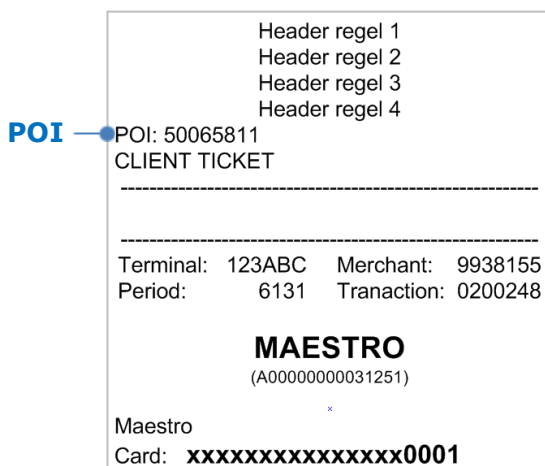 Header regel 1
Header regel 2
Header regel 3
Header regel 4
POI
POI: 50065811
CLIENT TICKET
------------------------------------------------------------
------------------------------------------------------------
Terminal: 123ABC Merchant: 9938155
Period: 6131 Tranaction: 0200248
MAESTRO
(A00000000031251)
x
Maestro
Card: xxxxxxxxxxxxxxx0001